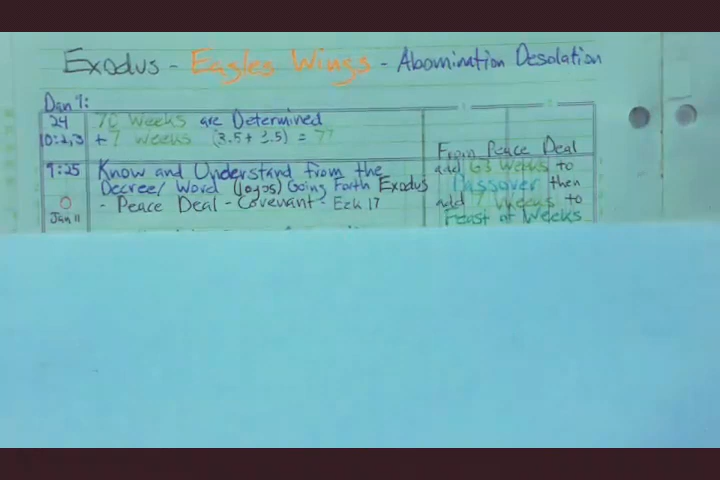 Exodus - Eagles Wings - Abomination Desolation
Dan 9:
24 70 Weeks are Determined
10:2,3 + 7 Weeks (3.5 + 3.5) = 77
From Peace Deal
9:25 Know and Understand from the add 63 Weeks to
Decree/Word (logos) Going Forth Exodus Passover then
0 - Peace Deal - Covenant - Ezk 17 add 7 Weeks to
Jan 11 Feast of Weeks